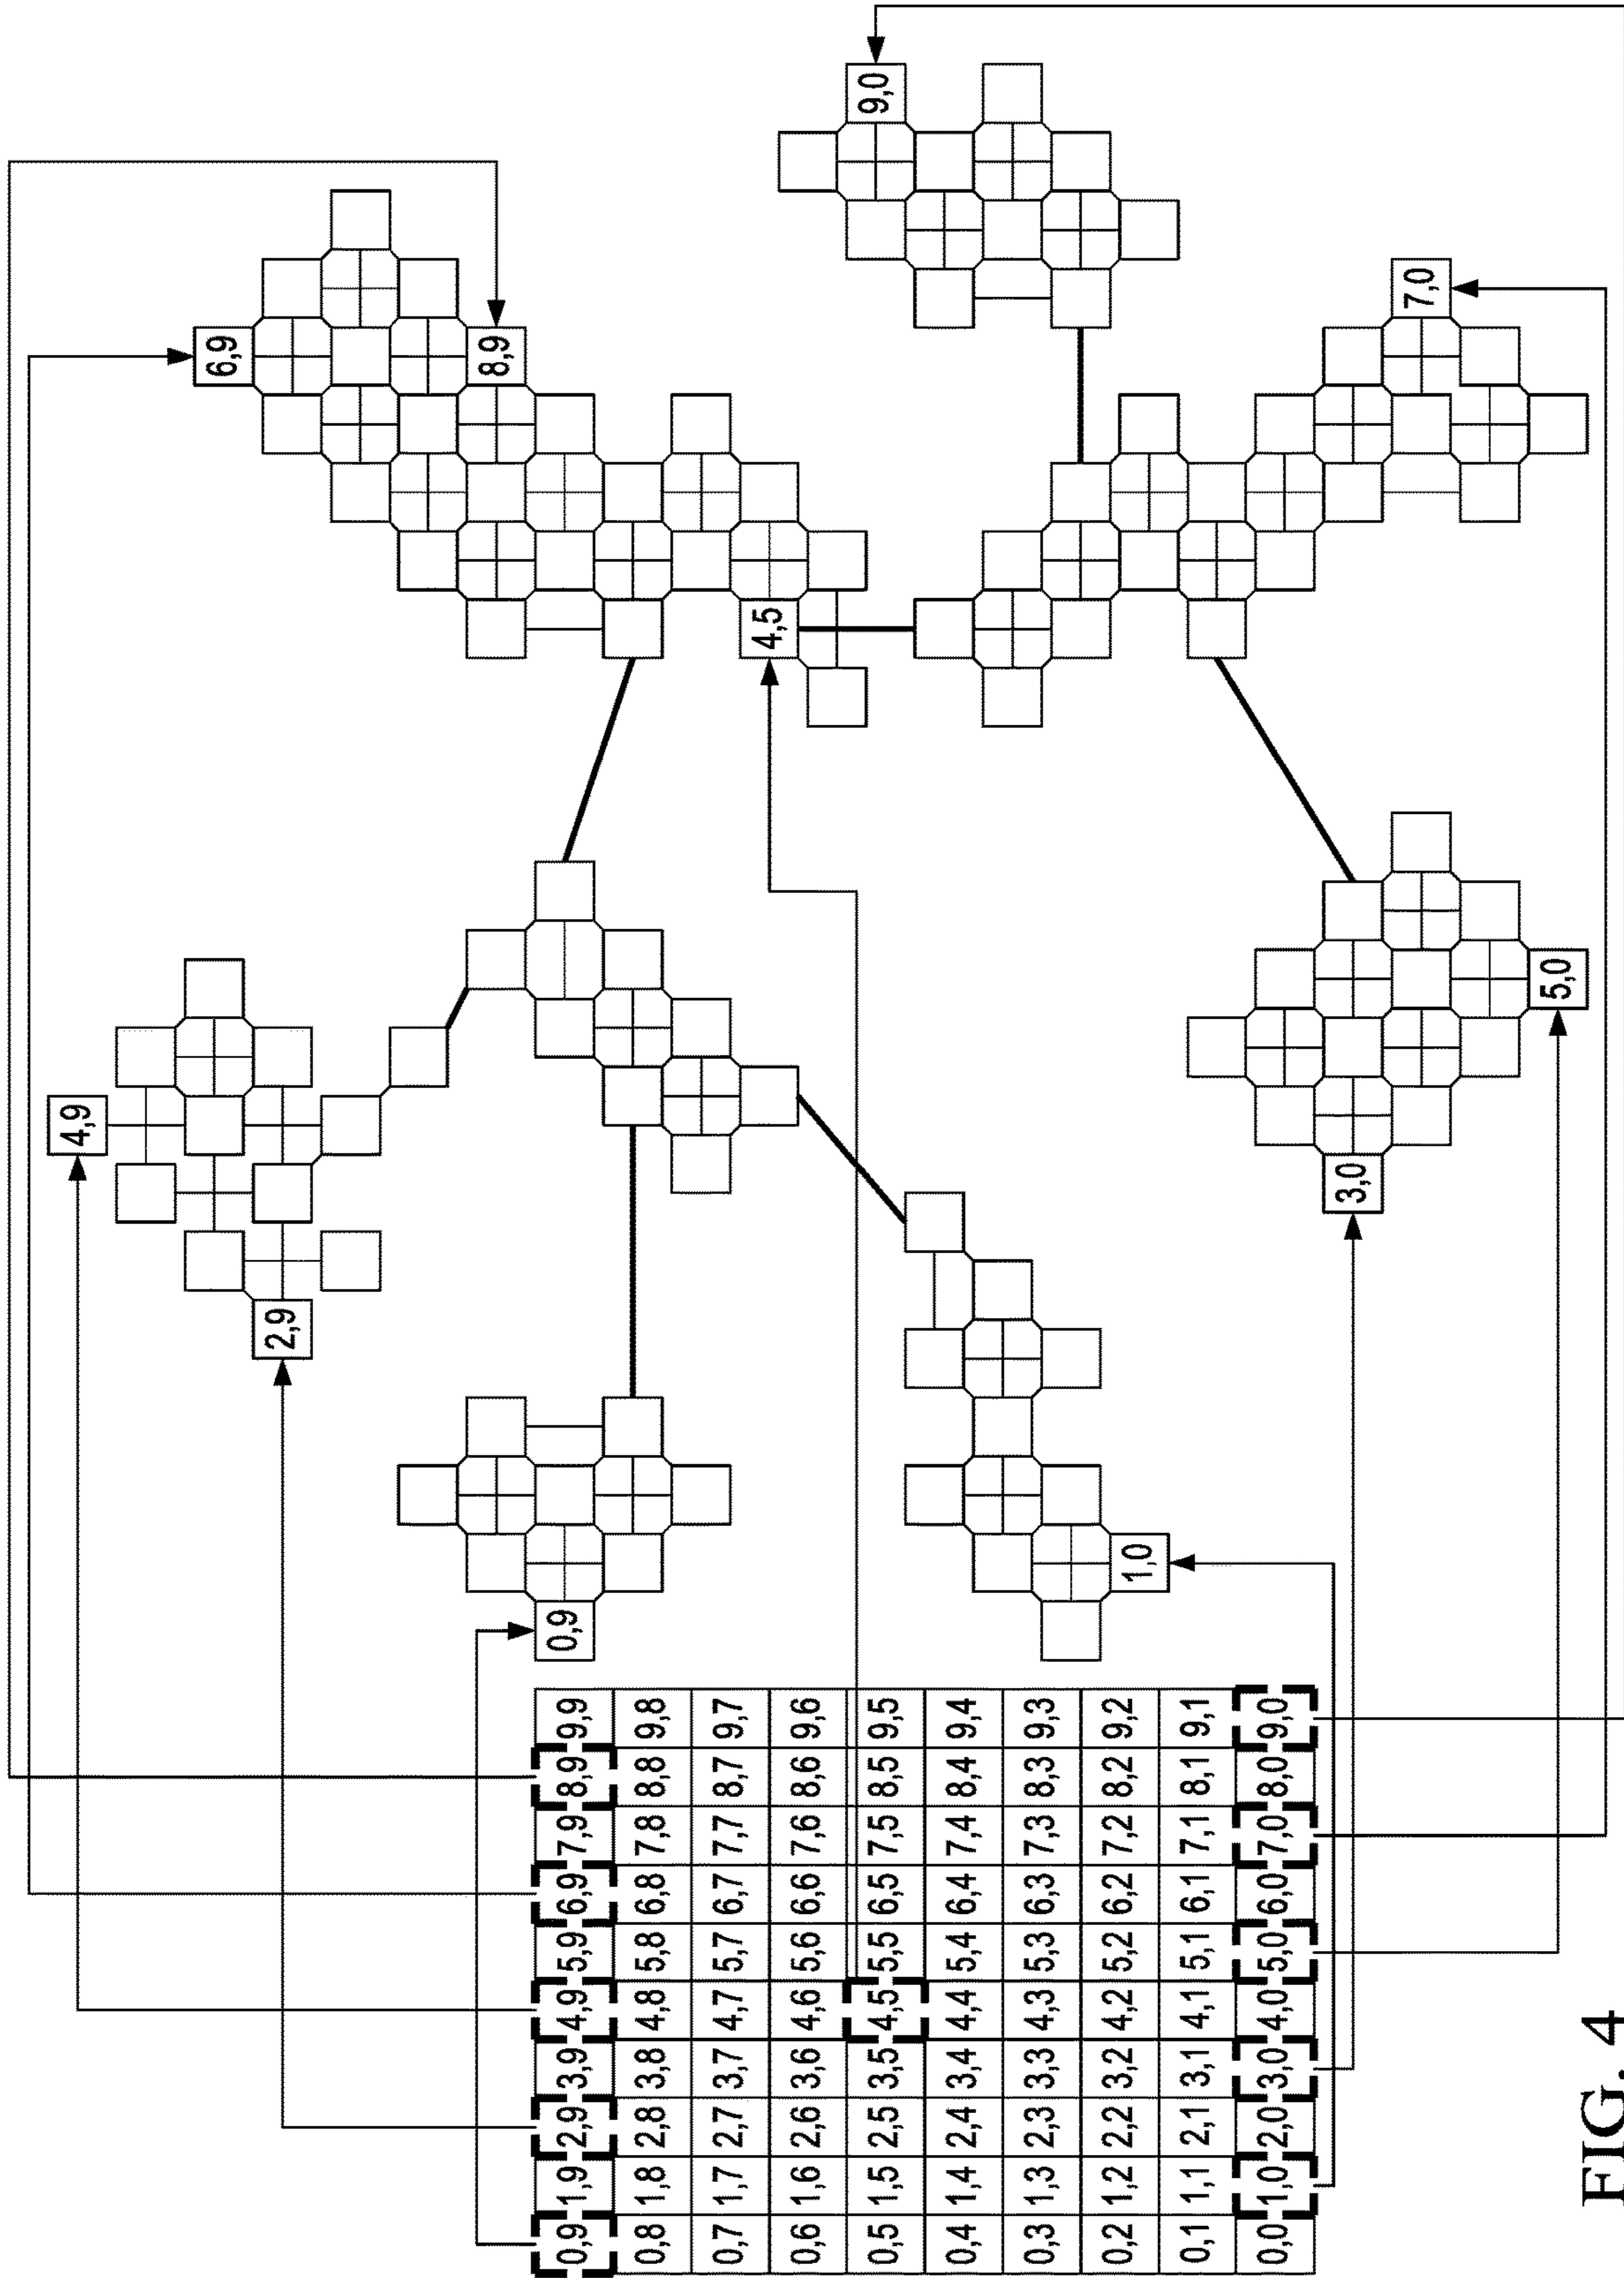 0,9 1,9 2,9 3,9 4,9 5,9 6,9 7,9 8,9 9,9
0,8 1,8 2,8 3,8 4,8 5,8 6,8 7,8 8,8 9,8
0,7 1,7 2,7 3,7 4,7 5,7 6,7 7,7 8,7 9,7
0,6 1,6 2,6 3,6 4,6 5,6 6,6 7,6 8,6 9,6
0,5 1,5 2,5 3,5 4,5 5,5 6,5 7,5 8,5 9,5
0,4 1,4 2,4 3,4 4,4 5,4 6,4 7,4 8,4 9,4
0,3 1,3 2,3 3,3 4,3 5,3 6,3 7,3 8,3 9,3
0,2 1,2 2,2 3,2 4,2 5,2 6,2 7,2 8,2 9,2
0,1 1,1 2,1 3,1 4,1 5,1 6,1 7,1 8,1 9,1
0,0 1,0 2,0 3,0 4,0 5,0 6,0 7,0 8,0 9,0
4,9
6,9
2,9
8,9
0,9
4,5
9,0
1,0
3,0
7,0
5,0
FIG. 4